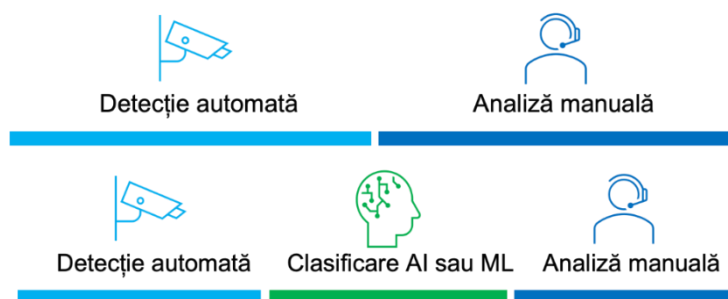 Detecție automată
Analiză manuală
Detecție automată
Clasificare AI sau ML
Analiză manuală